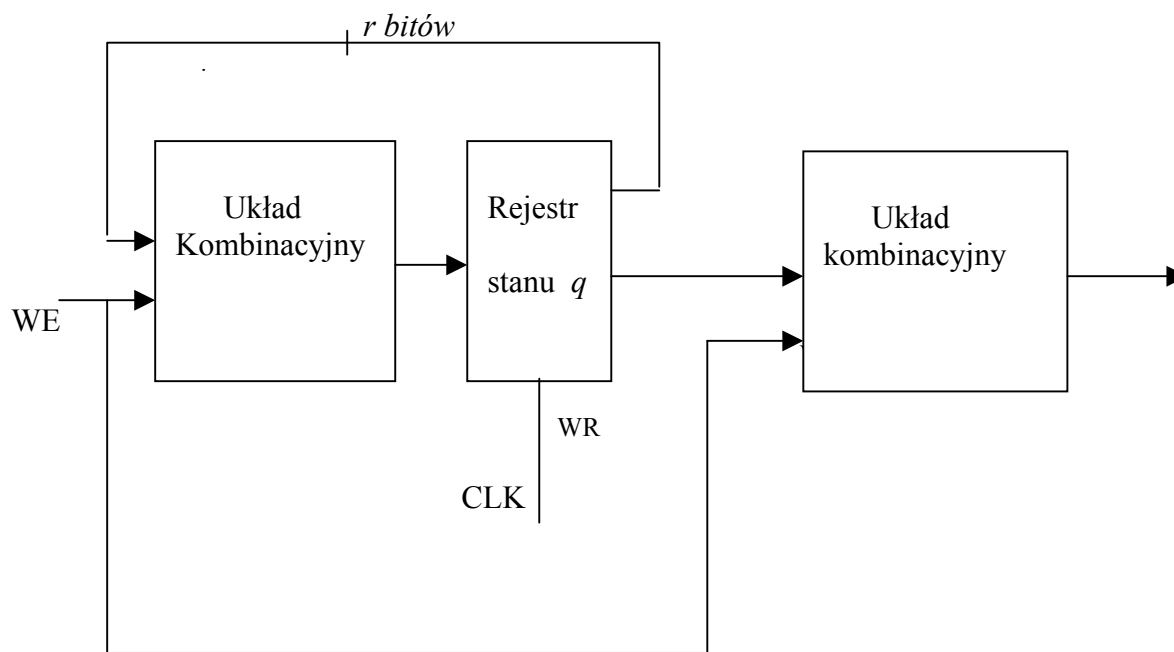 r bitów
Układ
Kombinacyjny
Rejestr
stanu q
Układ
kombinacyjny
WE
WR
CLK